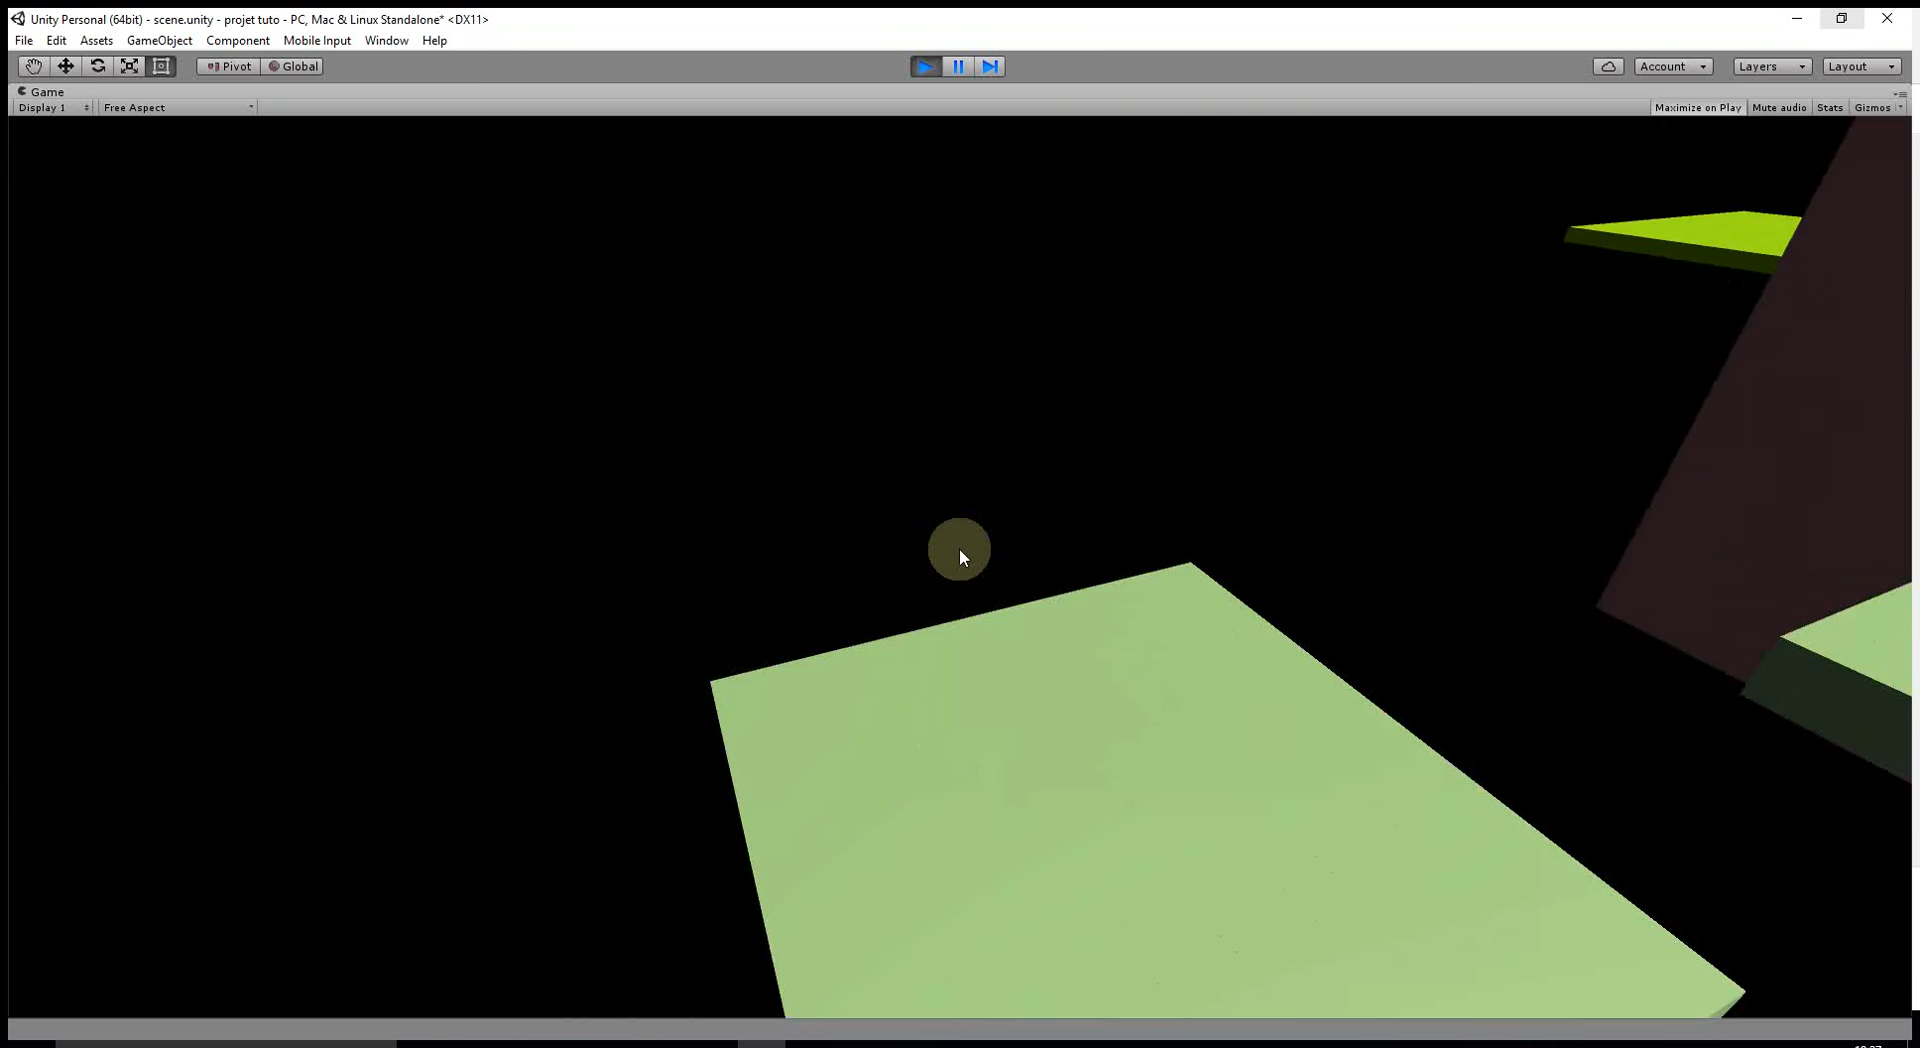 Unity Personal (64bit) - scene.unity - projet tuto - PC, Mac & Linux Standalone* <DX11>
File Edit Assets GameObject Component Mobile Input Window Help
Pivot Global Account Layers Layout
Game
Display 1 Free Aspect Maximize on Play Mute audio Stats Gizmos